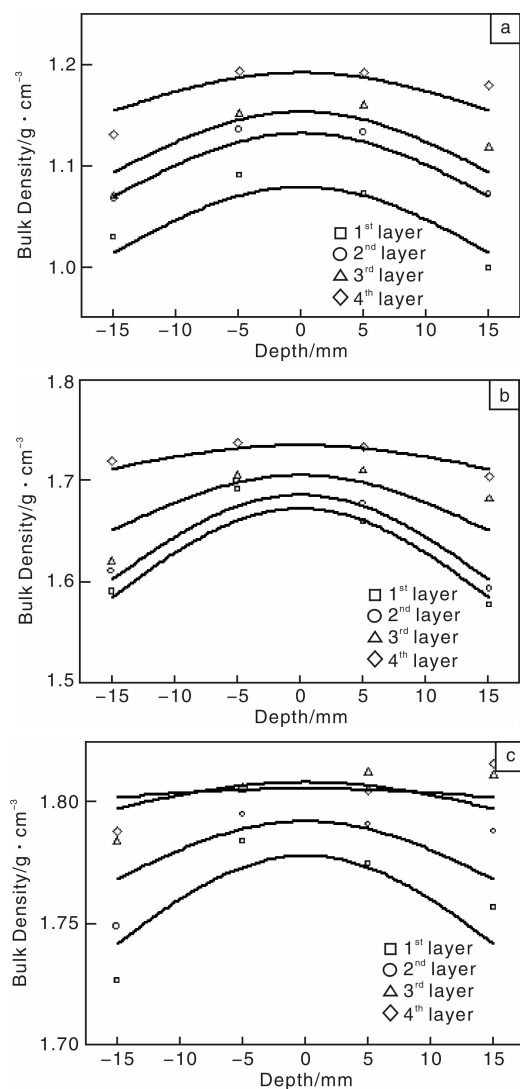 a
Bulk Density/g · cm⁻³
1.2
1.1
1.0
1ˢᵗ layer
2ⁿᵈ layer
3ʳᵈ layer
4ᵗʰ layer
−15 −10 −5 0 5 10 15
Depth/mm
b
Bulk Density/g · cm⁻³
1.8
1.7
1.6
1.5
1ˢᵗ layer
2ⁿᵈ layer
3ʳᵈ layer
4ᵗʰ layer
−15 −10 −5 0 5 10 15
Depth/mm
c
Bulk Density/g · cm⁻³
1.80
1.75
1.70
1ˢᵗ layer
2ⁿᵈ layer
3ʳᵈ layer
4ᵗʰ layer
−15 −10 −5 0 5 10 15
Depth/mm